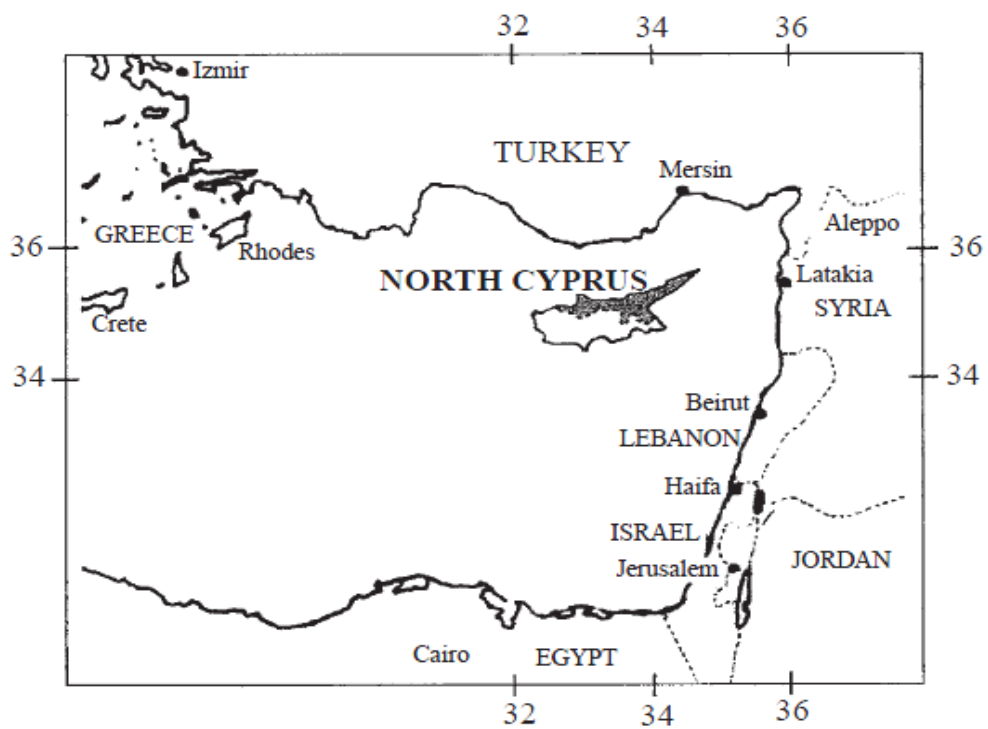 32 34 36
Izmir
TURKEY
Mersin
Aleppo
GREECE
36 36
Rhodes
Latakia
NORTH CYPRUS
SYRIA
Crete
34 34
Beirut
LEBANON
Haifa
ISRAEL
JORDAN
Jerusalem
Cairo EGYPT
32 34 36